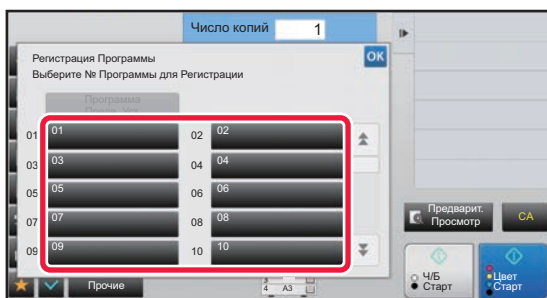 Число копий 1
OK
Регистрация Программы
Выберите № Программы для Регистрации
Программа
01 01 02 02
03 03 04 04
05 05 06 06
07 07 08 08
09 09 10 10
Предварит.
Просмотр
CA
Ч/Б
Старт
Цвет
Старт
Прочие
4 A3